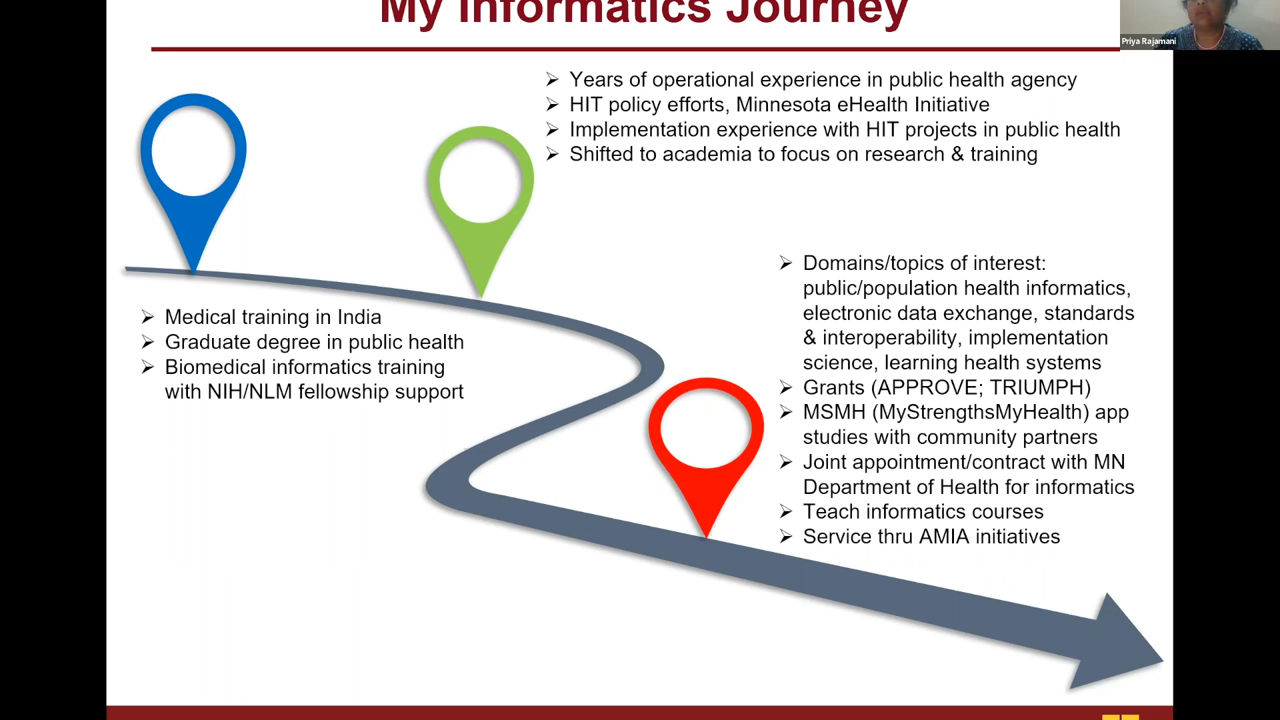 My Informatics Journey
Priya Rajamani
Years of operational experience in public health agency
HIT policy efforts, Minnesota eHealth Initiative
Implementation experience with HIT projects in public health
Shifted to academia to focus on research & training
Medical training in India
Graduate degree in public health
Biomedical informatics training
with NIH/NLM fellowship support
Domains/topics of interest:
public/population health informatics,
electronic data exchange, standards
& interoperability, implementation
science, learning health systems
Grants (APPROVE; TRIUMPH)
MSMH (MyStrengthsMyHealth) app
studies with community partners
Joint appointment/contract with MN
Department of Health for informatics
Teach informatics courses
Service thru AMIA initiatives